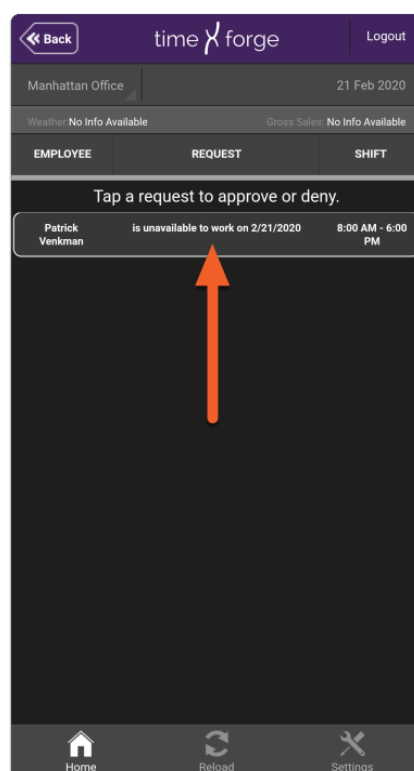 Back
time forge
Logout
Manhattan Office
21 Feb 2020
Weather: No Info Available
Gross Sales: No Info Available
EMPLOYEE REQUEST SHIFT
Tap a request to approve or deny.
Patrick Venkman
is unavailable to work on 2/21/2020
8:00 AM - 6:00 PM
Home
Reload
Settings